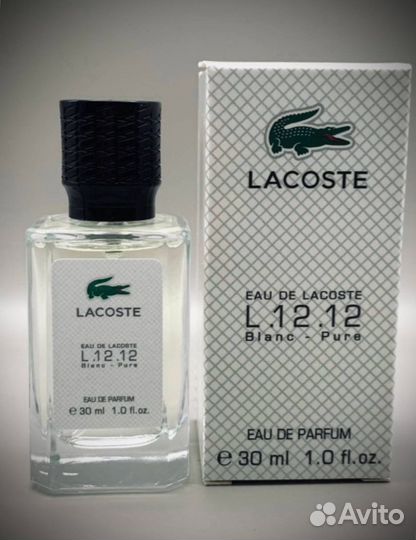 LACOSTE
EAU DE LACOSTE
L.12.12
Blanc - Pure
EAU DE PARFUM
e 30 ml 1.0 fl.oz.
LACOSTE
EAU DE LACOSTE
L.12.12
Blanc - Pure
EAU DE PARFUM
e 30 ml 1.0 fl.oz.
Avito